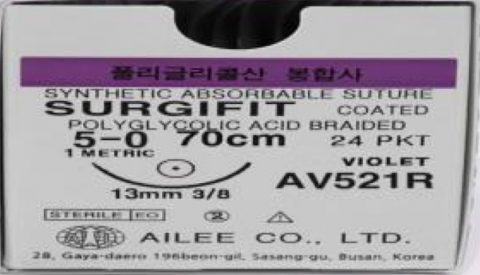 폴리글리콜산 봉합사
SYNTHETIC ABSORBABLE SUTURE
SURGIFIT COATED
POLYGLYCOLIC ACID BRAIDED
5-0 70cm 24 PKT
1 METRIC
VIOLET
13mm 3/8 AV521R
STERILE EO
AILEE CO., LTD.
28, Gaya-daero 196beon-gil, Sasang-gu, Busan, Korea